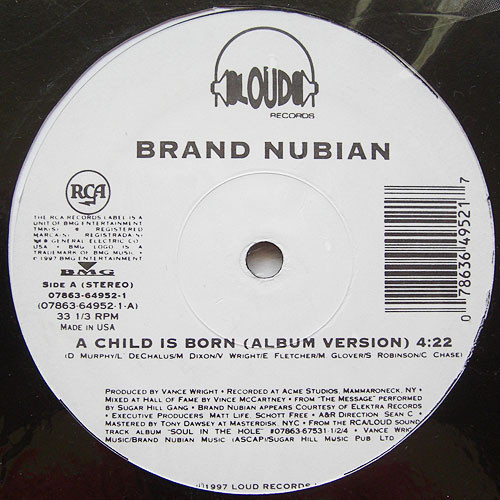 LOUD
RECORDS
BRAND NUBIAN
RCA
THE RCA RECORDS LABEL IS A
UNIT OF BMG ENTERTAINMENT
TMK(S) ® REGISTERED
MARCA(S) REGISTRADA(S)
GENERAL ELECTRIC CO.
USA • BMG LOGO IS A
TRADEMARK OF BMG MUSIC •
℗1997 BMG ENTERTAINMENT
BMG
SIDE A (STEREO)
07863-64952-1
(07863-64952-1-A)
33 1/3 RPM
MADE IN USA
0 78636 49521 7
A CHILD IS BORN (ALBUM VERSION) 4:22
(D MURPHY/L DECHALUS/M DIXON/V WRIGHT/E FLETCHER/M GLOVER/S ROBINSON/C CHASE)
PRODUCED BY VANCE WRIGHT • RECORDED AT ACME STUDIOS, MAMMARONECK, NY •
MIXED AT HALL OF FAME BY VINCE MCCARTNEY • FROM "THE MESSAGE" PERFORMED
BY SUGAR HILL GANG • BRAND NUBIAN APPEARS COURTESY OF ELEKTRA RECORDS
• EXECUTIVE PRODUCERS MATT LIFE, SCHOTT FREE • A&R DIRECTION SEAN C •
MASTERED BY TONY DAWSEY AT MASTERDISK, NYC • FROM THE RCA/LOUD SOUND
TRACK ALBUM "SOUL IN THE HOLE" #07863-67531-1/2/4 • VANCE WRIG
MUSIC/BRAND NUBIAN MUSIC (ASCAP)/SUGAR HILL MUSIC PUB LTD
©1997 LOUD RECORDS